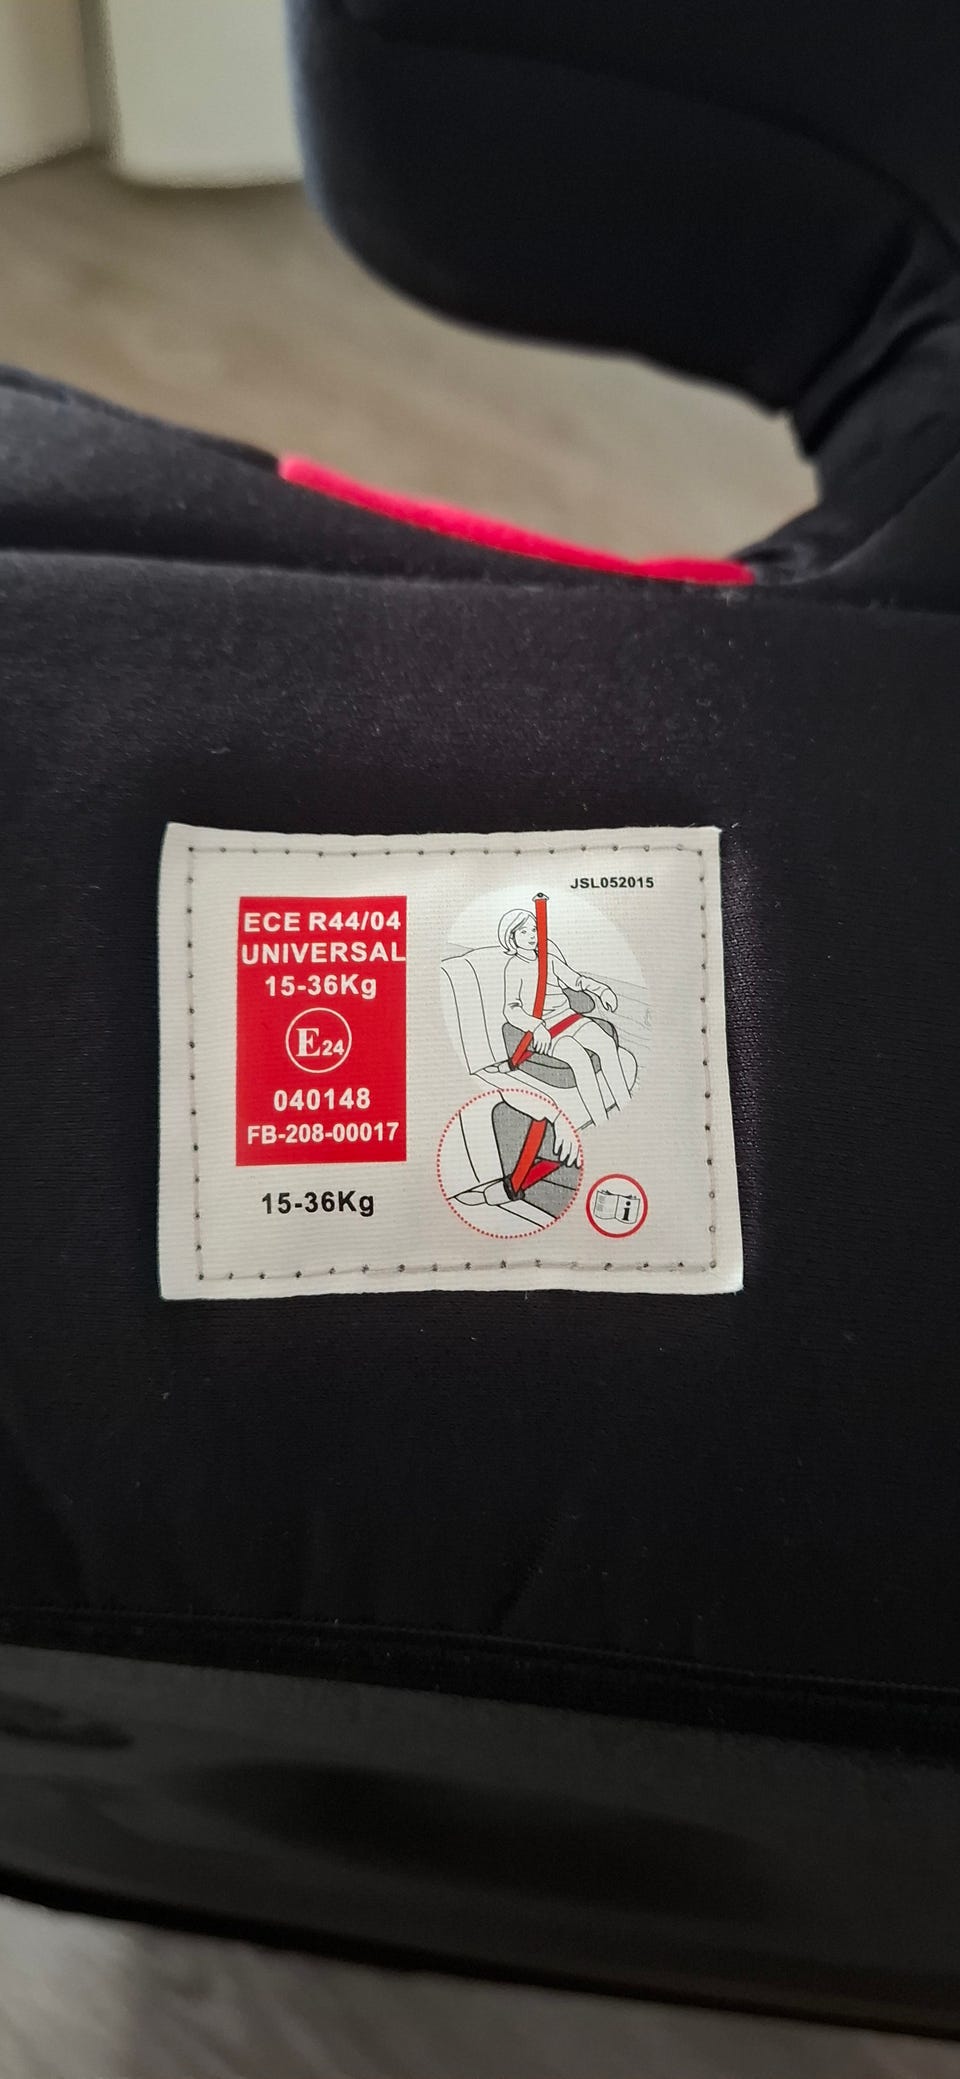 JSL052015
ECE R44/04
UNIVERSAL
15-36Kg
E24
040148
FB-208-00017
15-36Kg
i